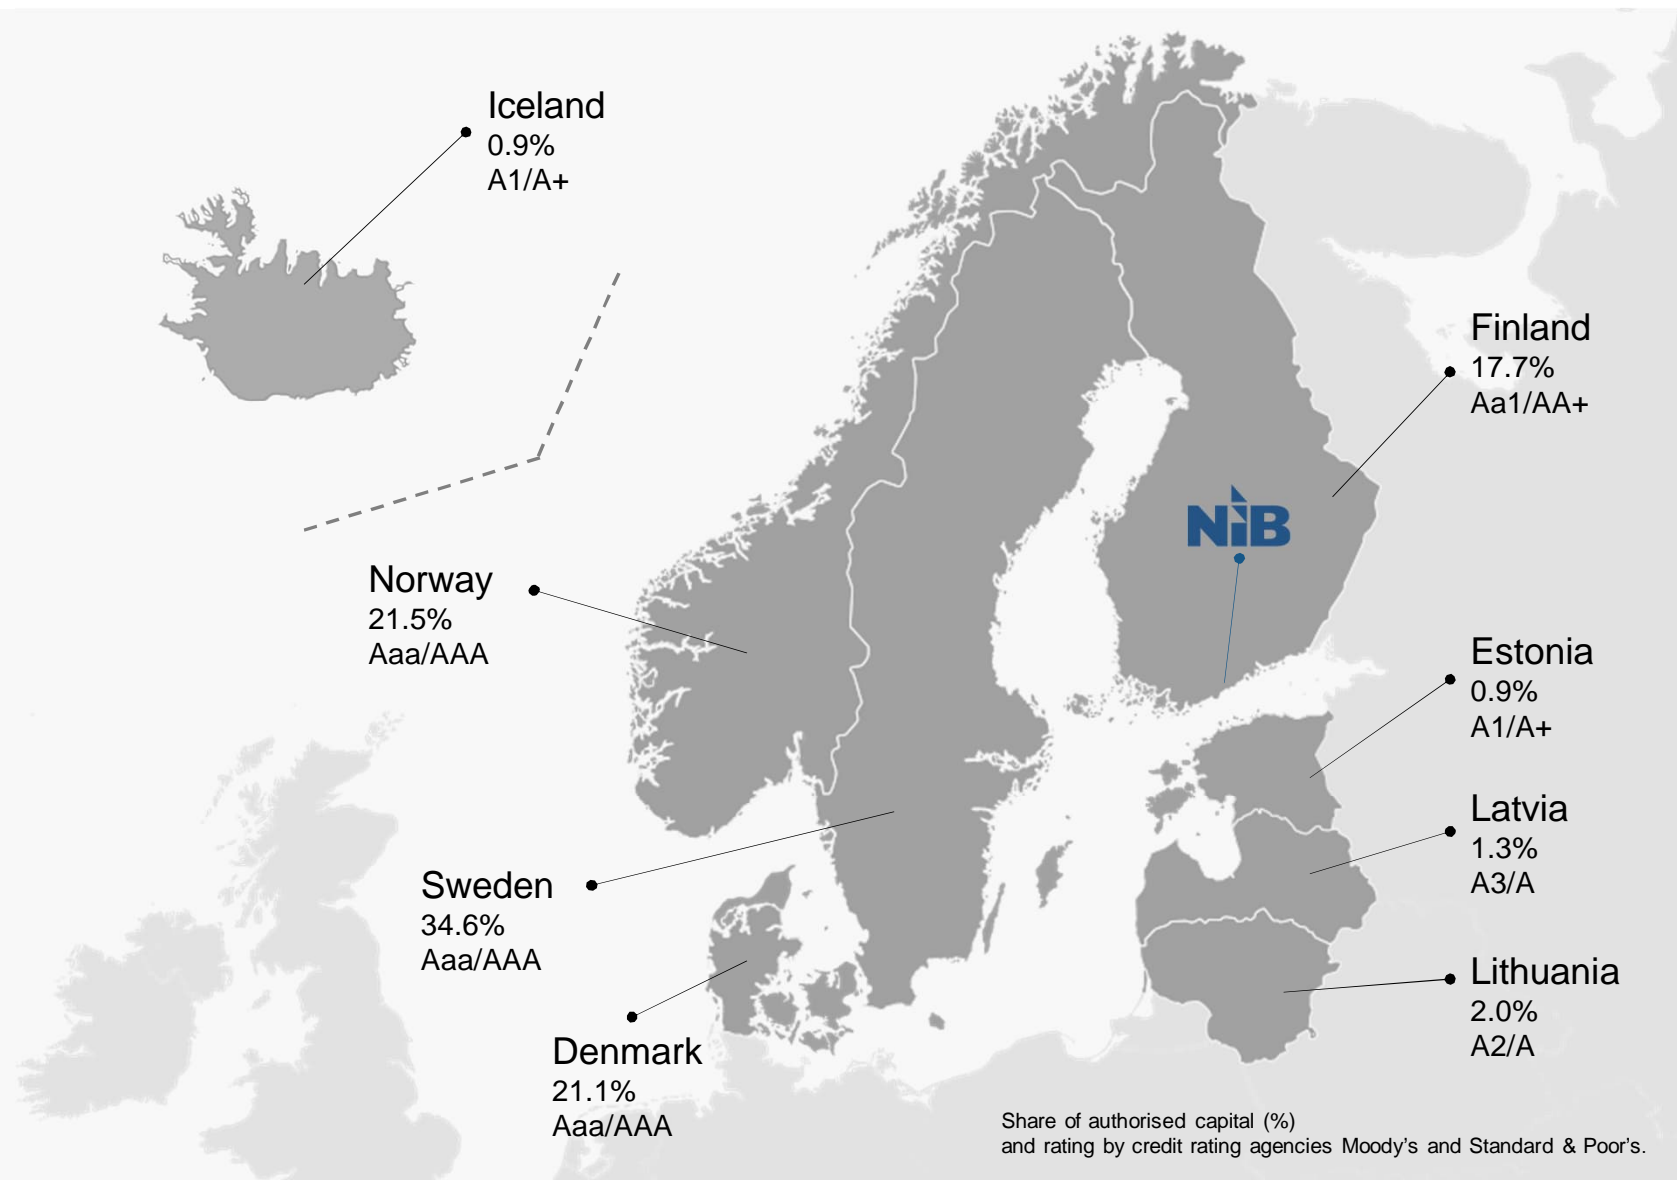 Iceland
0.9%
A1/A+
Finland
17.7%
Aa1/AA+
NiB
Norway
21.5%
Aaa/AAA
Estonia
0.9%
A1/A+
Latvia
1.3%
A3/A
Sweden
34.6%
Aaa/AAA
Lithuania
2.0%
A2/A
Denmark
21.1%
Aaa/AAA
Share of authorised capital (%)
and rating by credit rating agencies Moody's and Standard & Poor's.